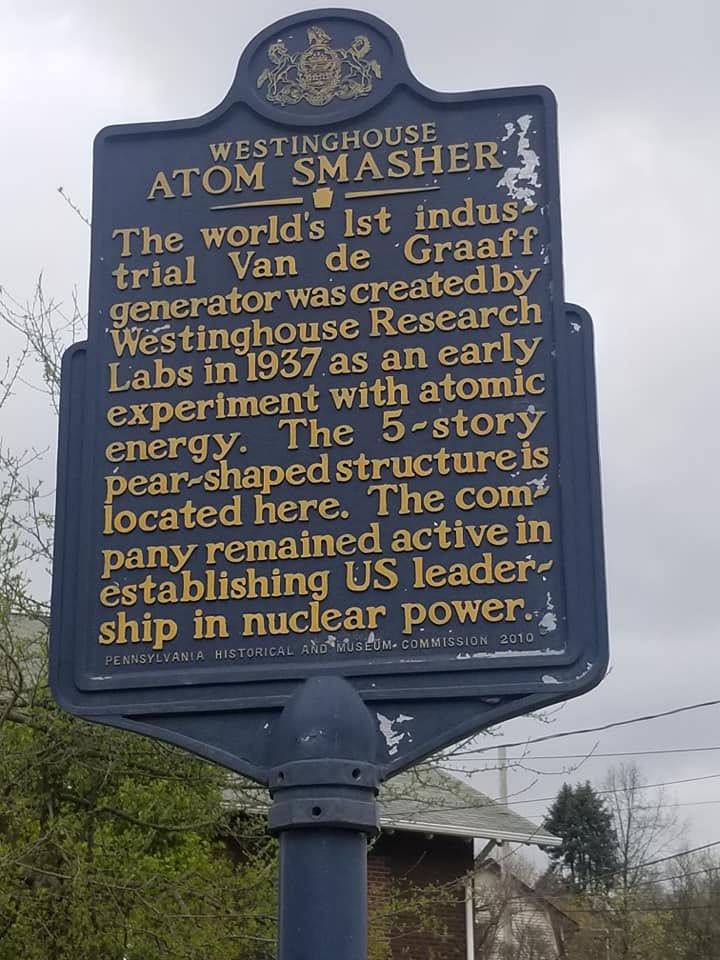 WESTINGHOUSE
ATOM SMASHER
The world's 1st indus-
trial Van de Graaff
generator was created by
Westinghouse Research
Labs in 1937 as an early
experiment with atomic
energy. The 5-story
pear-shaped structure is
located here. The com-
pany remained active in
establishing US leader-
ship in nuclear power.
PENNSYLVANIA HISTORICAL AND MUSEUM COMMISSION 2010